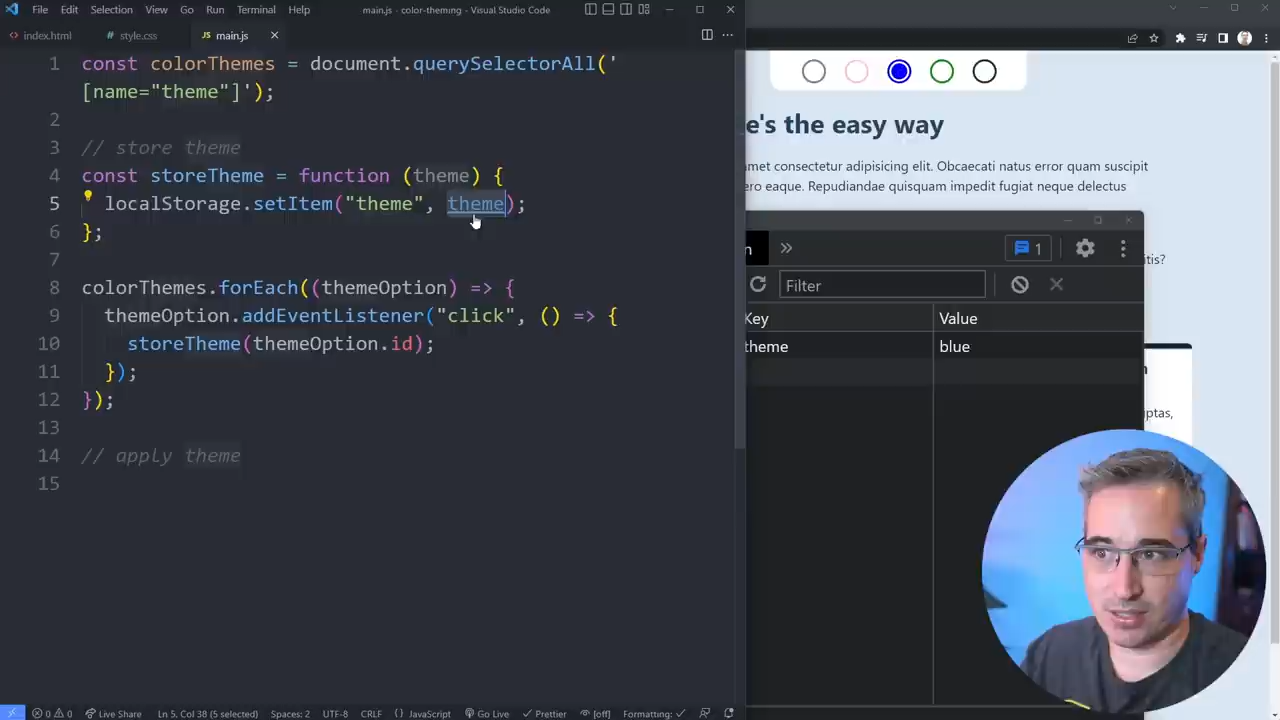 File Edit Selection View Go Run Terminal Help main.js - color-theming - Visual Studio Code
index.html style.css JS main.js
1 const colorThemes = document.querySelectorAll('
[name="theme"]');
2
3 // store theme
4 const storeTheme = function (theme) {
5 localStorage.setItem("theme", theme);
6 };
7
8 colorThemes.forEach((themeOption) => {
9 themeOption.addEventListener("click", () => {
10 storeTheme(themeOption.id);
11 });
12 });
13
14 // apply theme
15
0 0 Live Share Ln 5, Col 38 (5 selected) Spaces: 2 UTF-8 CRLF { } JavaScript Go Live Prettier [off] Formatting:
e's the easy way
amet consectetur adipisicing elit. Obcaecati natus error quam suscipit
ero eaque. Repudiandae quisquam impedit fugiat neque delectus
itis?
n » 1
Filter
Key Value
theme blue
n
iptas,